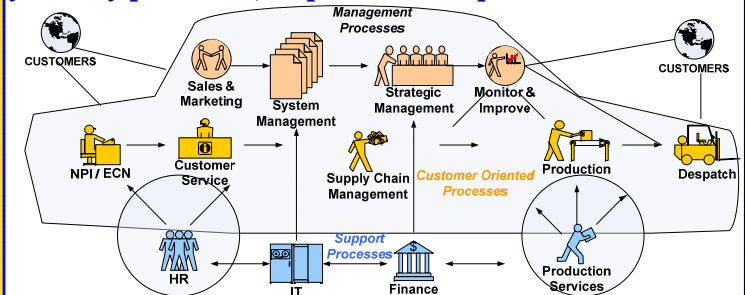 Management
Processes
CUSTOMERS
CUSTOMERS
Sales &
Marketing
System
Management
Strategic
Management
Monitor &
Improve
NPI / ECN
Customer
Service
Supply Chain
Management
Customer Oriented
Processes
Production
Despatch
HR
IT
Support
Processes
Finance
Production
Services